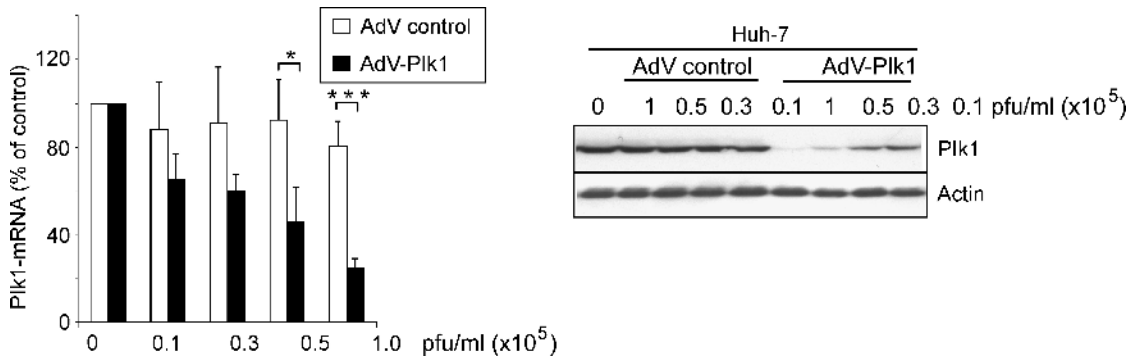 120
80
40
0
Plk1-mRNA (% of control)
AdV control
AdV-Plk1
*
***
0 0.1 0.3 0.5 1.0 pfu/ml (x10⁵)
Huh-7
AdV control AdV-Plk1
0 1 0.5 0.3 0.1 1 0.5 0.3 0.1 pfu/ml (x10⁵)
Plk1
Actin